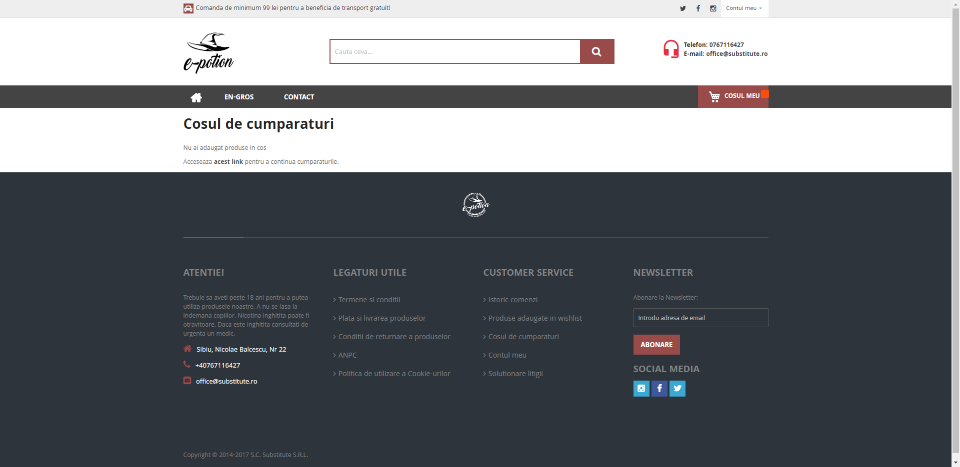 Comanda de minimum 99 lei pentru a beneficia de transport gratuit!
Contul meu
e-potion
Cauta ceva...
Telefon: 0767116427
E-mail: office@substitute.ro
EN-GROS
CONTACT
COSUL MEU
Cosul de cumparaturi
Nu ai adaugat produse in cos
Acceseaza acest link pentru a continua cumparaturile.
e-potion
ATENTIE!
Trebuie sa aveti peste 18 ani pentru a putea
utiliza produsele noastre. A nu se lasa la
indemana copiilor. Nicotina inghitita poate fi
otravitoare. Daca este inghitita consultati de
urgenta un medic.
Sibiu, Nicolae Balcescu, Nr 22
+40767116427
office@substitute.ro
LEGATURI UTILE
Termene si conditii
Plata si livrarea produselor
Conditii de returnare a produselor
ANPC
Politica de utilizare a Cookie-urilor
CUSTOMER SERVICE
Istoric comenzi
Produse adaugate in wishlist
Cosul de cumparaturi
Contul meu
Solutionare litigii
NEWSLETTER
Abonare la Newsletter:
Introdu adresa de email
ABONARE
SOCIAL MEDIA
Copyright © 2014-2017 S.C. Substitute S.R.L.